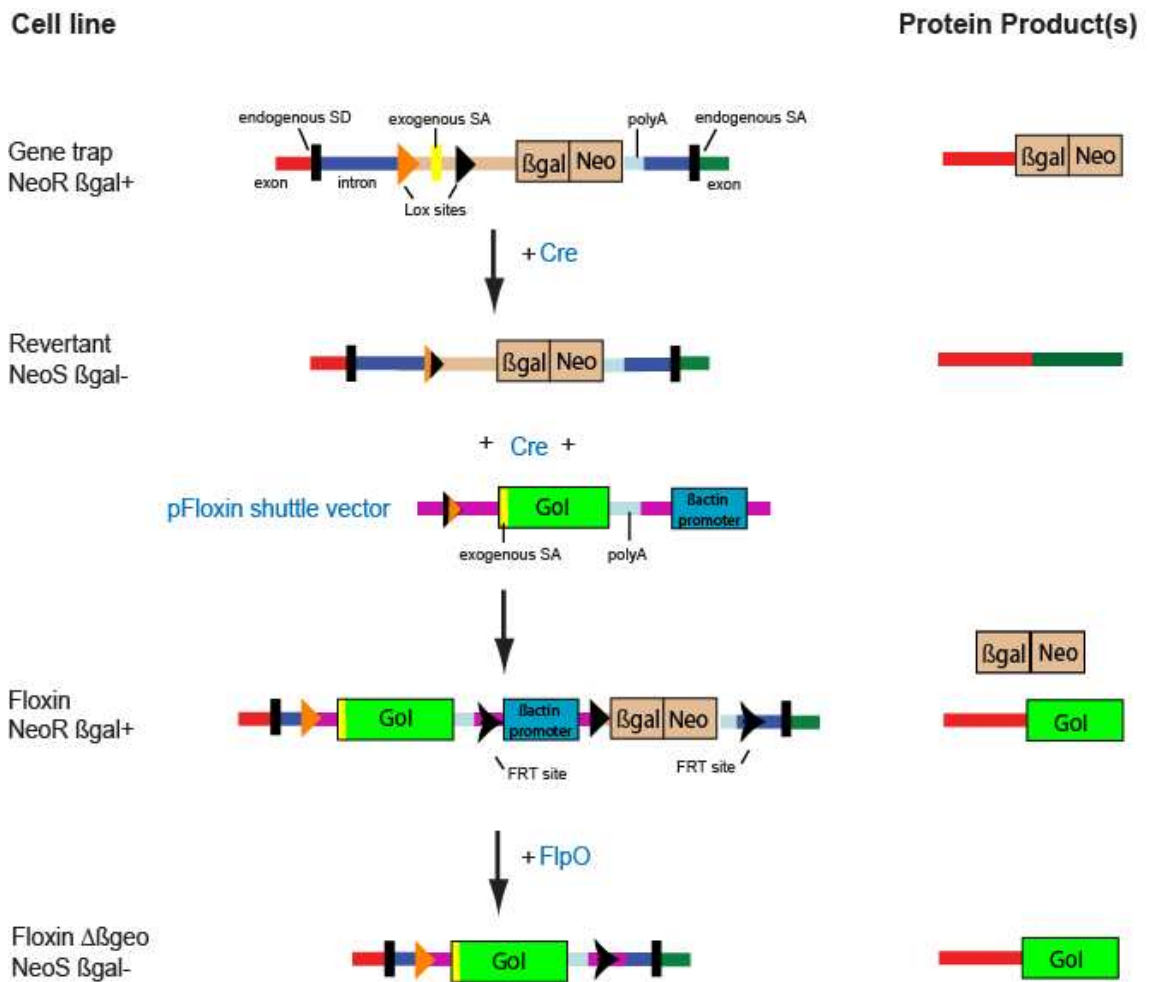 Cell line
Protein Product(s)
endogenous SD
exogenous SA
polyA
endogenous SA
Gene trap
NeoR ßgal+
ßgal Neo
exon
intron
Lox sites
exon
ßgal Neo
+ Cre
Revertant
NeoS ßgal-
ßgal Neo
+ Cre +
pFloxin shuttle vector
GoI
ßactin
promoter
exogenous SA
polyA
ßgal Neo
Floxin
NeoR ßgal+
GoI
ßactin
promoter
ßgal Neo
GoI
FRT site
FRT site
+ FlpO
Floxin Δßgeo
NeoS ßgal-
GoI
GoI